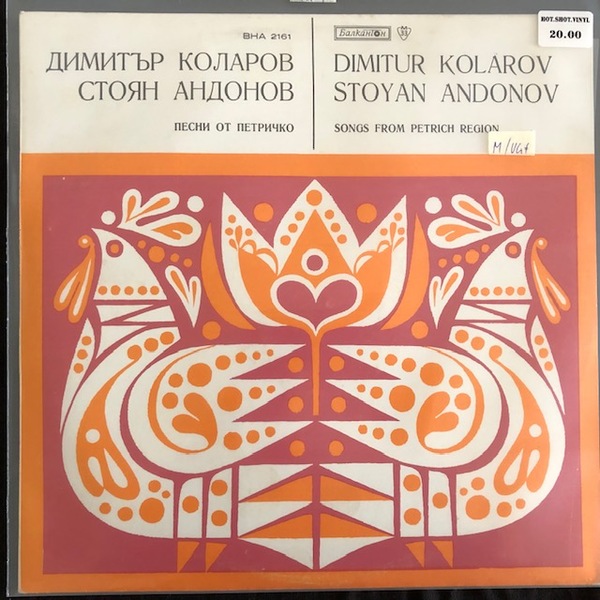 HOT.SHOT.VINYL
20.00
ВНА 2161
ДИМИТЪР КОЛАРОВ
СТОЯН АНДОНОВ
ПЕСНИ ОТ ПЕТРИЧКО
Балкантон
M
33
DIMITUR KOLAROV
STOYAN ANDONOV
SONGS FROM PETRICH REGION
M/VG+